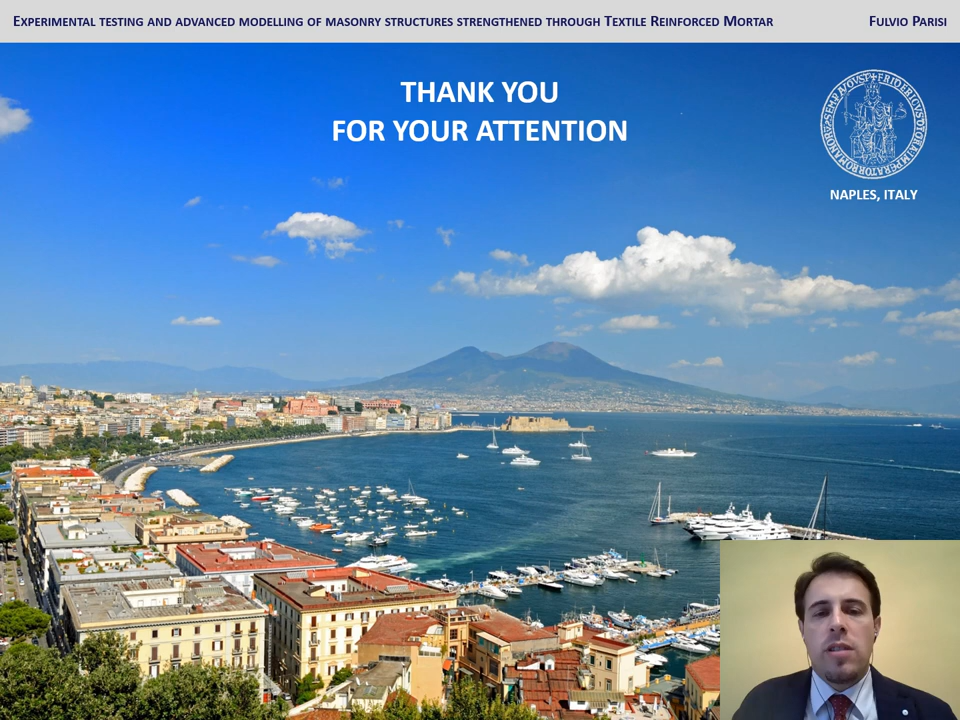 Experimental testing and advanced modelling of masonry structures strengthened through Textile Reinforced Mortar
Fulvio Parisi
THANK YOU
FOR YOUR ATTENTION
NAPLES, ITALY